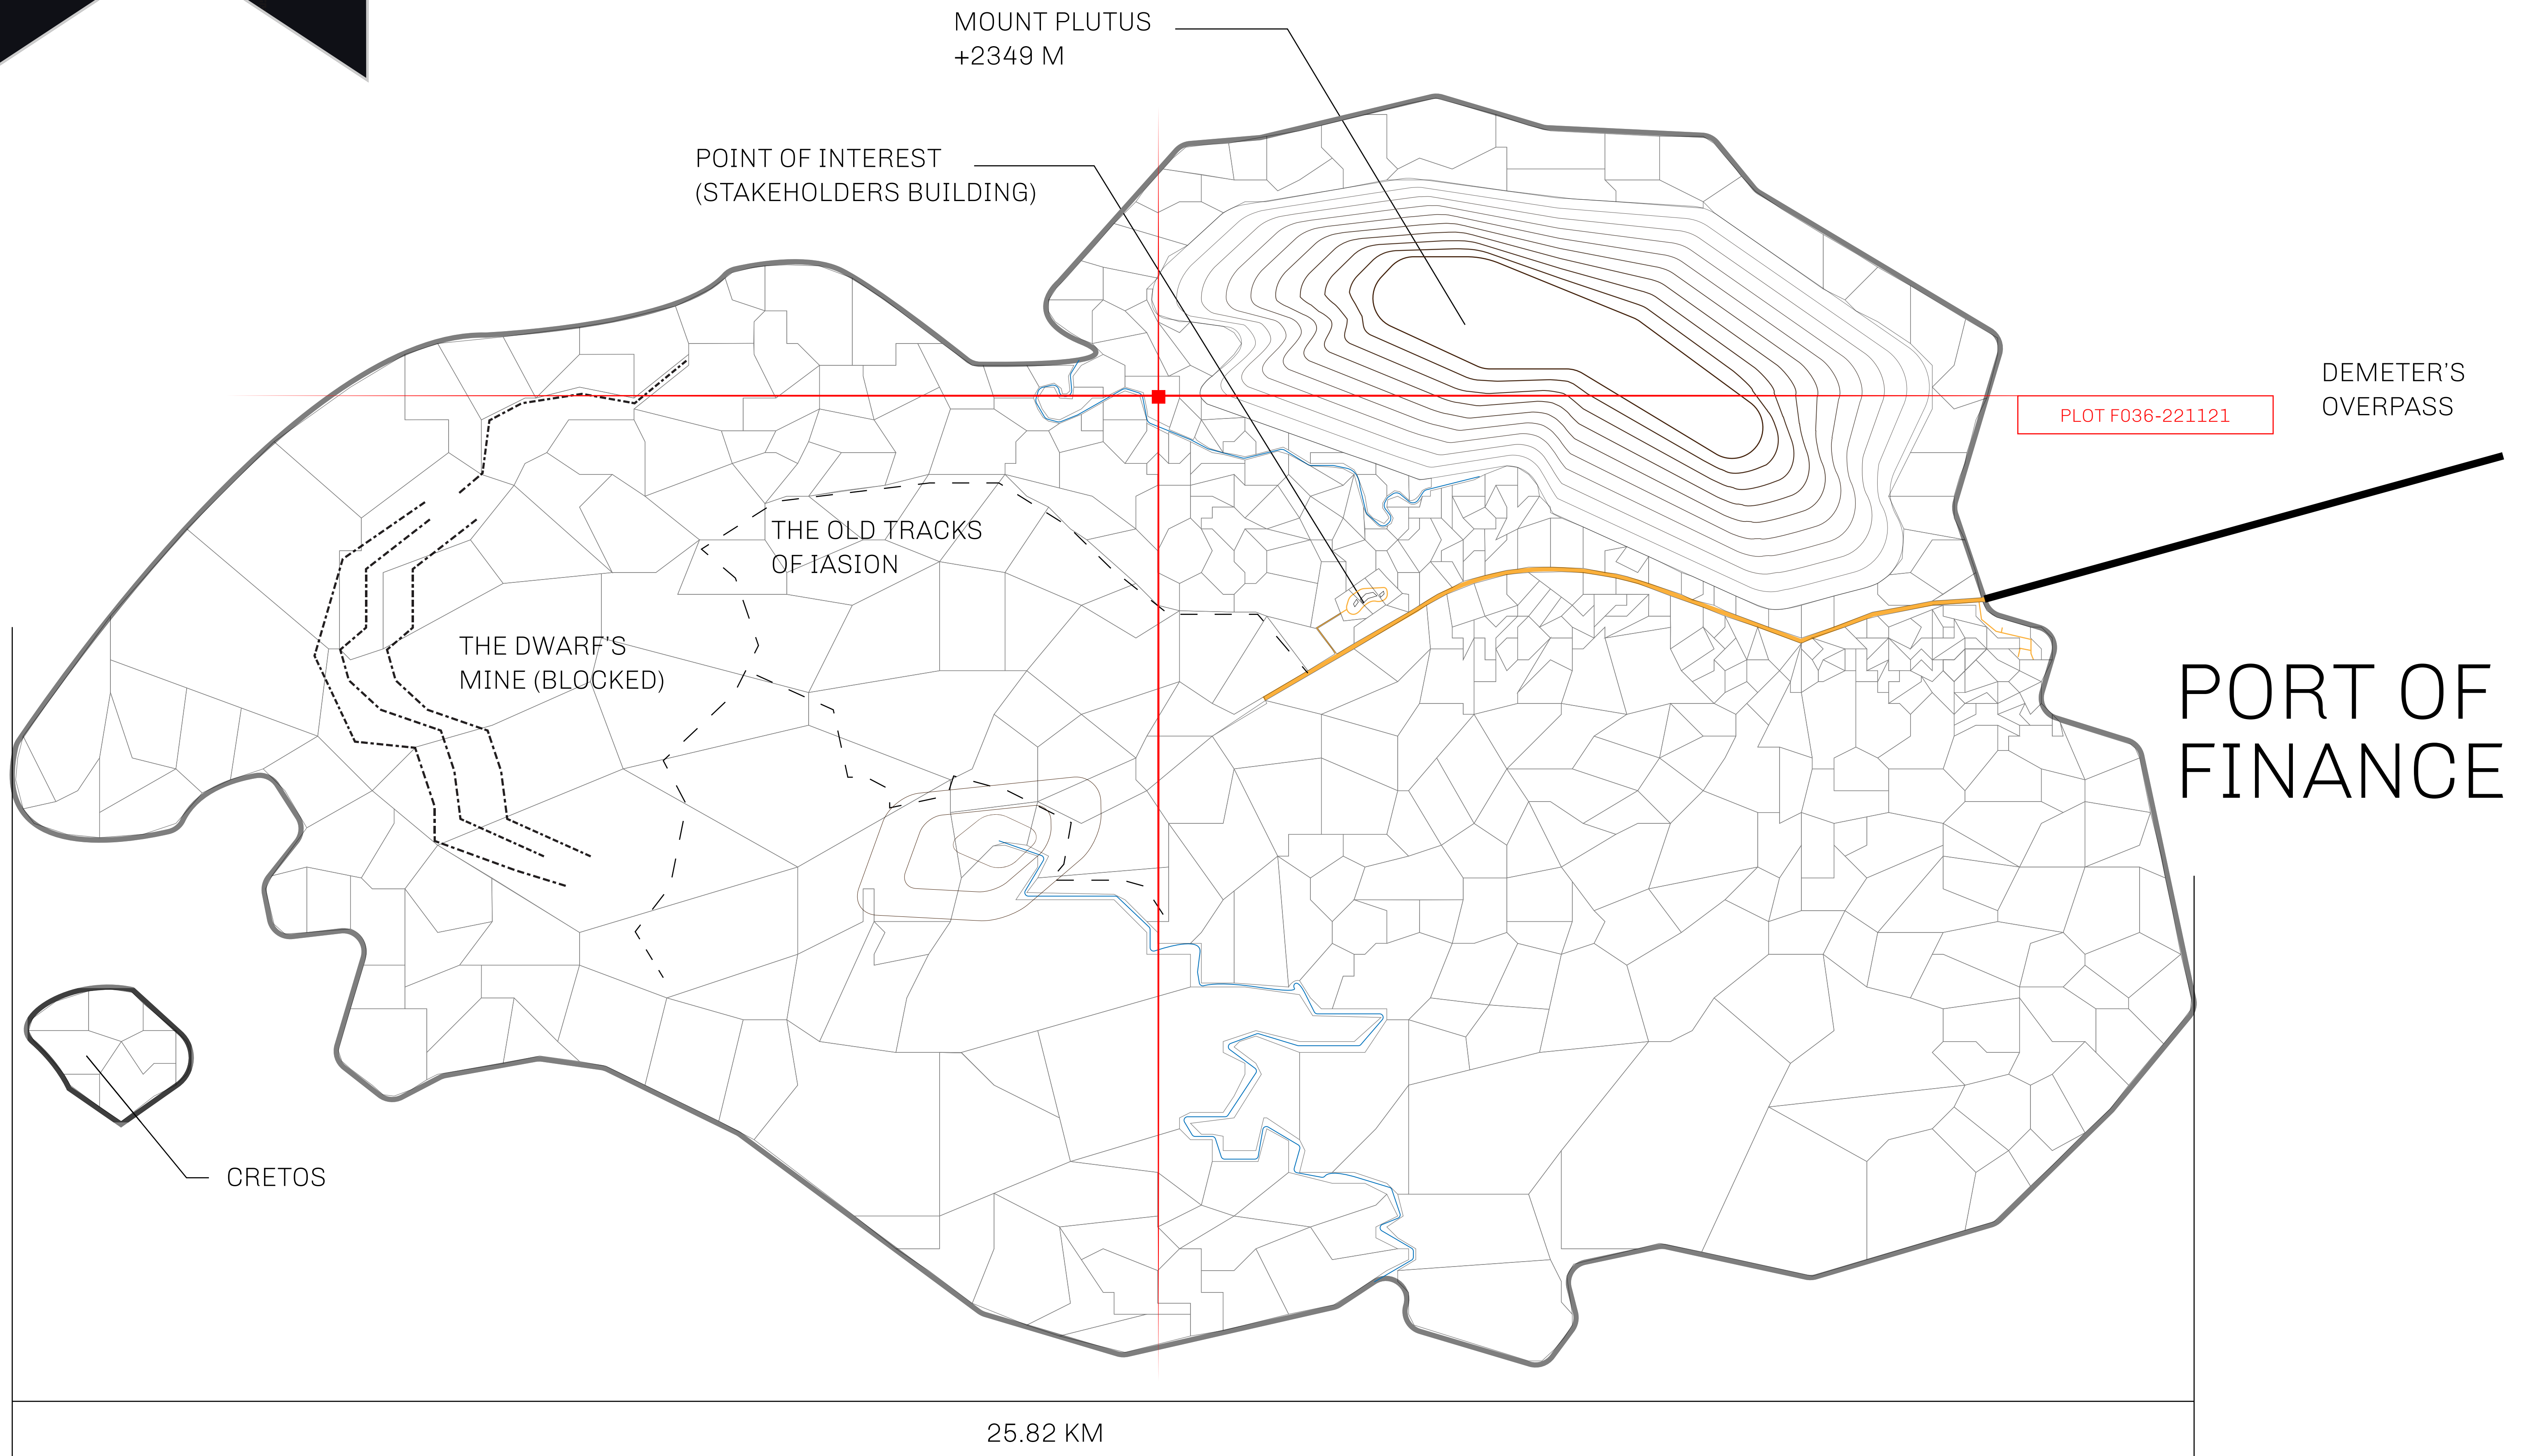 MOUNT PLUTUS
+2349 M
POINT OF INTEREST
(STAKEHOLDERS BUILDING)
DEMETER'S
OVERPASS
PLOT F036-221121
THE OLD TRACKS
OF IASION
THE DWARF'S
MINE (BLOCKED)
PORT OF
FINANCE
CRETOS
25.82 KM